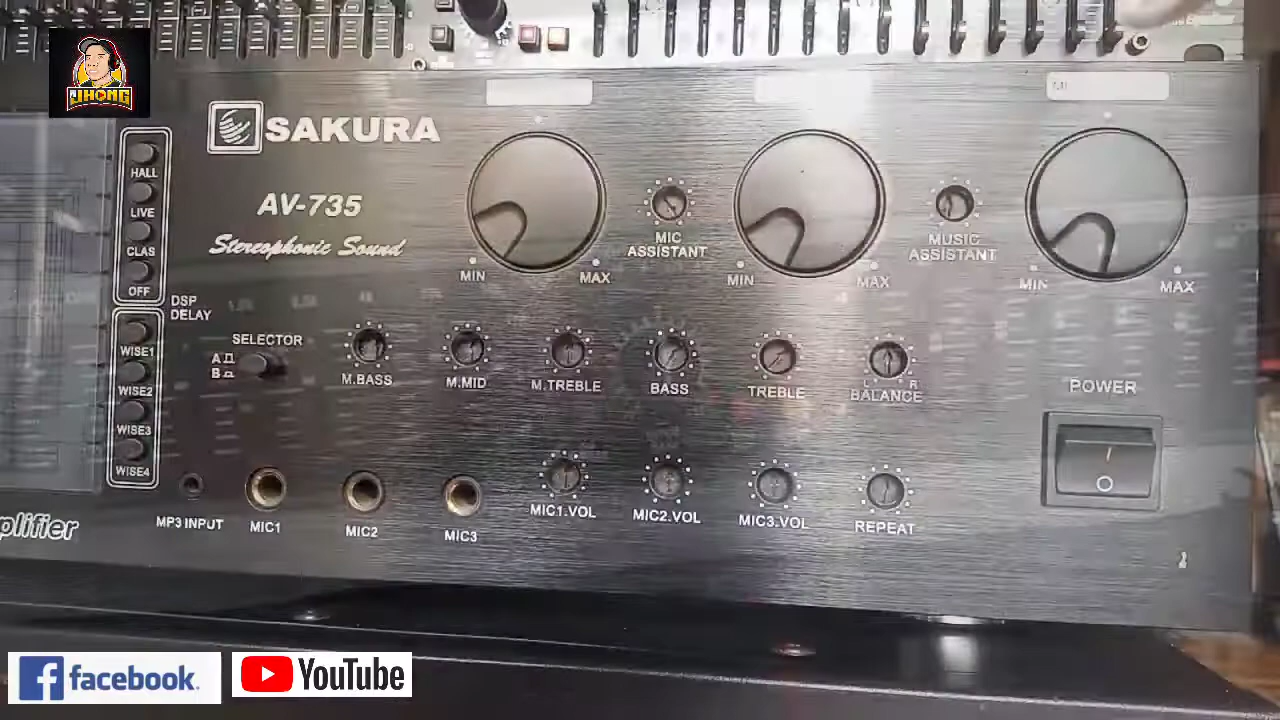 JHONG
SAKURA
AV-735
Stereophonic Sound
HALL
LIVE
CLAS
OFF
DSP
DELAY
WISE1
WISE2
WISE3
WISE4
SELECTOR
A
B
MIN
MAX
MIC
ASSISTANT
MIN
MAX
MUSIC
ASSISTANT
MIN
MAX
M.BASS
M.MID
M.TREBLE
BASS
TREBLE
L R
BALANCE
POWER
MP3 INPUT
MIC1
MIC2
MIC3
MIC1.VOL
MIC2.VOL
MIC3.VOL
REPEAT
plifier
facebook.
YouTube